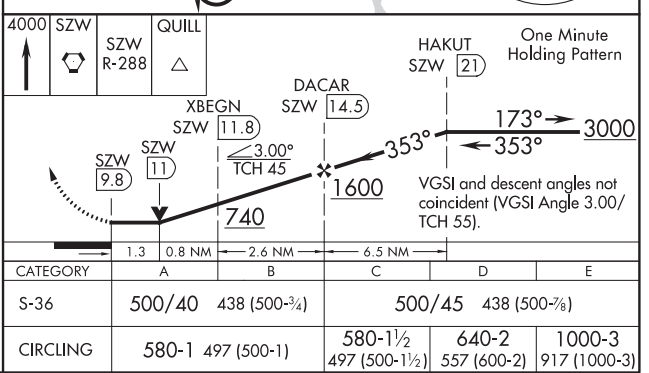 4000 SZW SZW R-288 QUILL
One Minute
Holding Pattern
HAKUT
SZW 21
DACAR
SZW 14.5
XBEGN
SZW 11.8
SZW 11
SZW 9.8
3.00°
TCH 45
353°
173°
353°
3000
1600
740
VGSI and descent angles not
coincident (VGSI Angle 3.00/
TCH 55).
1.3 0.8 NM 2.6 NM 6.5 NM
CATEGORY A B C D E
S-36 500/40 438 (500-¾) 500/45 438 (500-⅞)
CIRCLING 580-1 497 (500-1) 580-1½ 640-2 1000-3
497 (500-1½) 557 (600-2) 917 (1000-3)